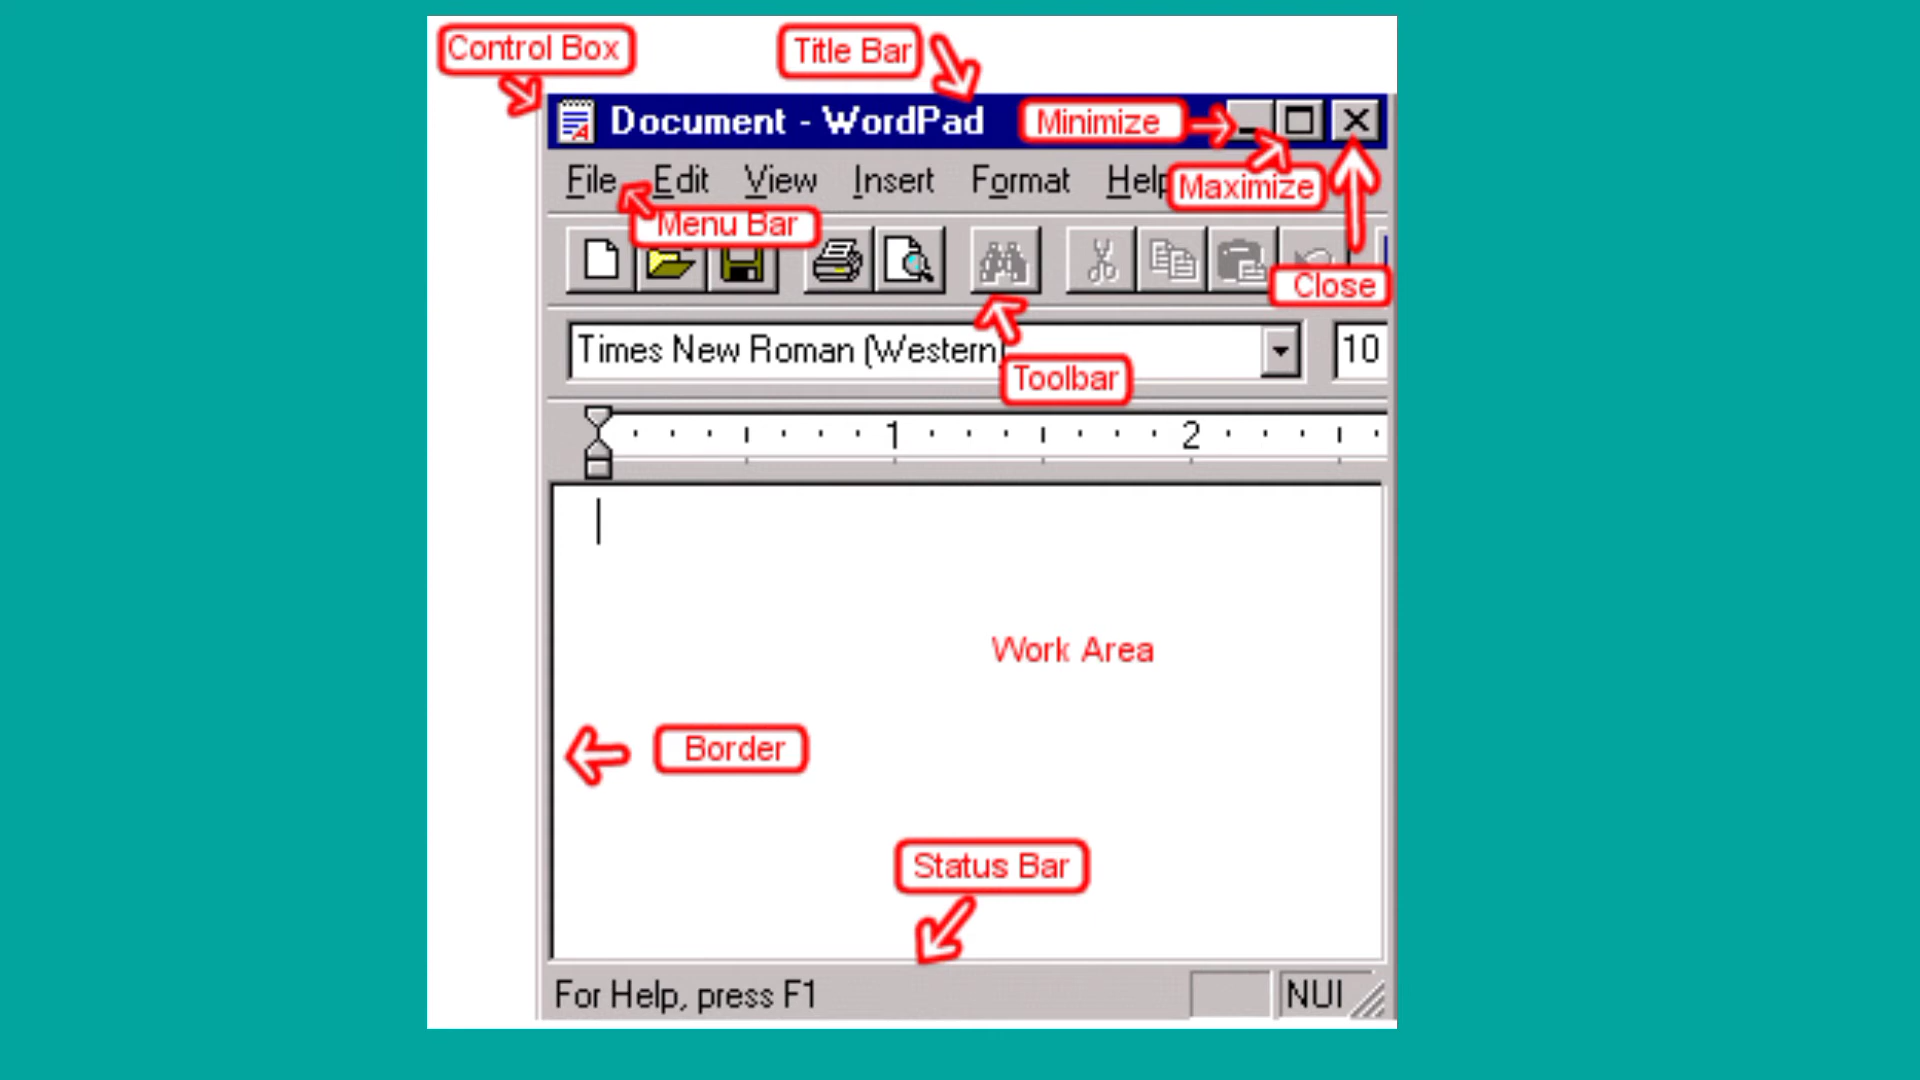 Control Box
Title Bar
Document - WordPad
Minimize
File Edit View Insert Format Help
Maximize
Menu Bar
Close
Times New Roman (Western)
10
Toolbar
1 2
Work Area
Border
Status Bar
For Help, press F1
NUI